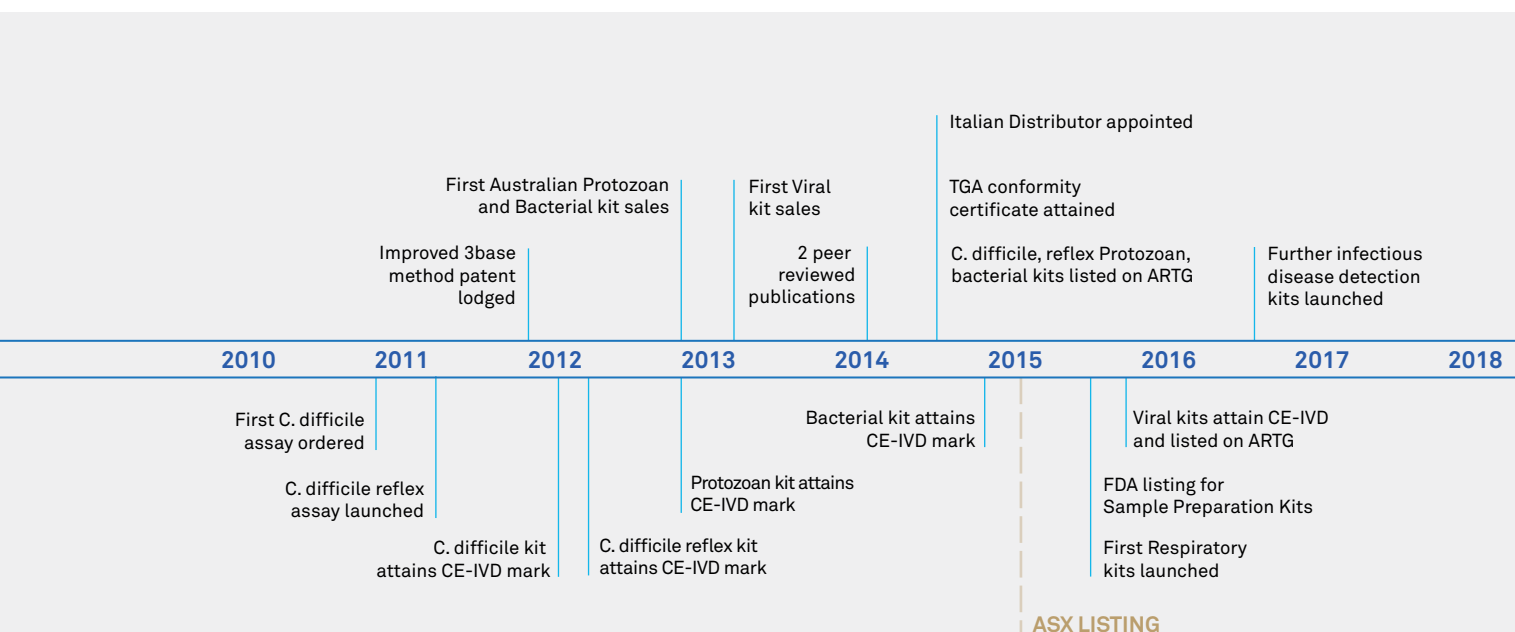 Italian Distributor appointed
First Australian Protozoan
and Bacterial kit sales
First Viral
kit sales
TGA conformity
certificate attained
Improved 3base
method patent
lodged
2 peer
reviewed
publications
C. difficile, reflex Protozoan,
bacterial kits listed on ARTG
Further infectious
disease detection
kits launched
2010 2011 2012 2013 2014 2015 2016 2017 2018
First C. difficile
assay ordered
Bacterial kit attains
CE-IVD mark
Viral kits attain CE-IVD
and listed on ARTG
C. difficile reflex
assay launched
Protozoan kit attains
CE-IVD mark
FDA listing for
Sample Preparation Kits
C. difficile kit
attains CE-IVD mark
C. difficile reflex kit
attains CE-IVD mark
First Respiratory
kits launched
ASX LISTING